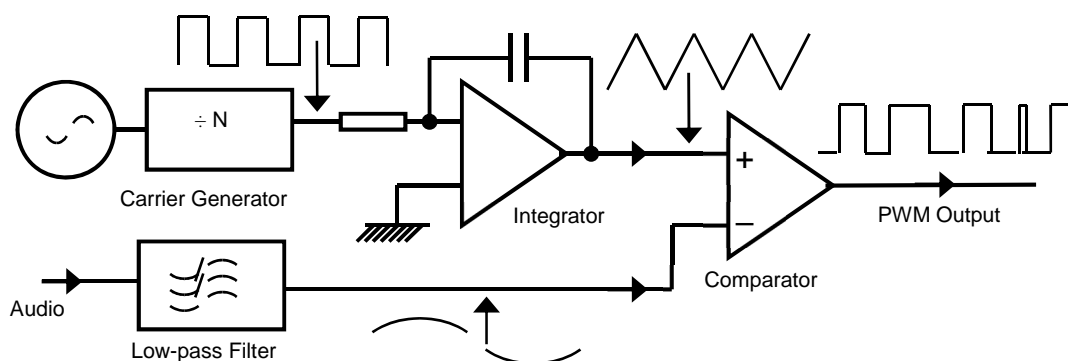 ÷ N
Carrier Generator
Integrator
+
−
PWM Output
Comparator
Audio
Low-pass Filter